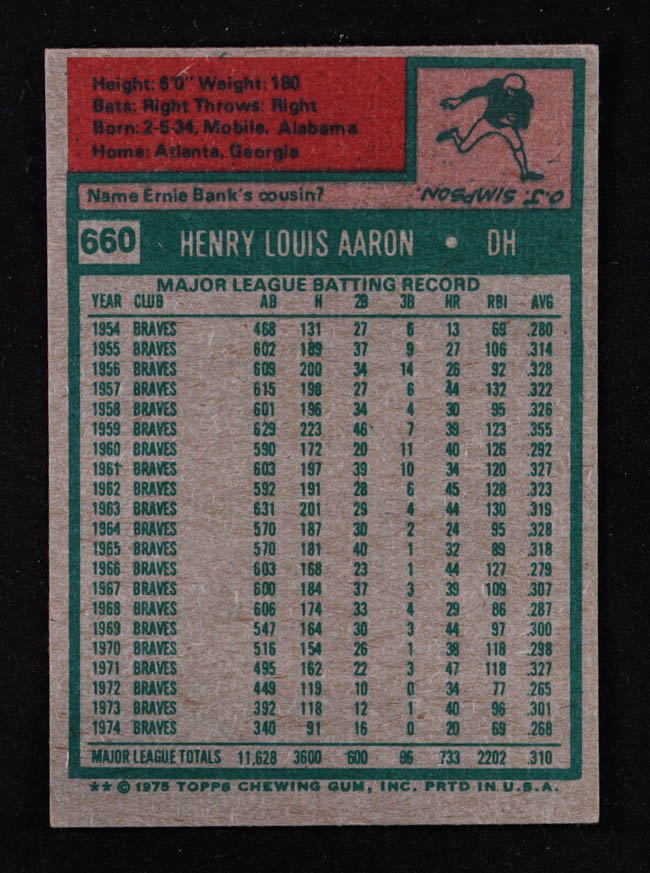 Height: 6'0" Weight: 180
Bats: Right Throws: Right
Born: 2-5-34, Mobile, Alabama
Home: Atlanta, Georgia
Name Ernie Bank's cousin?
O.J. SIMPSON.
660 HENRY LOUIS AARON • DH
MAJOR LEAGUE BATTING RECORD
YEAR CLUB AB H 2B 3B HR RBI AVG
1954 BRAVES 468 131 27 6 13 69 .280
1955 BRAVES 602 189 37 9 27 106 .314
1956 BRAVES 609 200 34 14 26 92 .328
1957 BRAVES 615 198 27 6 44 132 .322
1958 BRAVES 601 196 34 4 30 95 .326
1959 BRAVES 629 223 46 7 39 123 .355
1960 BRAVES 590 172 20 11 40 126 .292
1961 BRAVES 603 197 39 10 34 120 .327
1962 BRAVES 592 191 28 6 45 128 .323
1963 BRAVES 631 201 29 4 44 130 .319
1964 BRAVES 570 187 30 2 24 95 .328
1965 BRAVES 570 181 40 1 32 89 .318
1966 BRAVES 603 168 23 1 44 127 .279
1967 BRAVES 600 184 37 3 39 109 .307
1968 BRAVES 606 174 33 4 29 86 .287
1969 BRAVES 547 164 30 3 44 97 .300
1970 BRAVES 516 154 26 1 38 118 .298
1971 BRAVES 495 162 22 3 47 118 .327
1972 BRAVES 449 119 10 0 34 77 .265
1973 BRAVES 392 118 12 1 40 96 .301
1974 BRAVES 340 91 16 0 20 69 .268
MAJOR LEAGUE TOTALS 11,628 3600 600 96 733 2202 .310
** © 1975 TOPPS CHEWING GUM, INC. PRTD IN U.S.A.